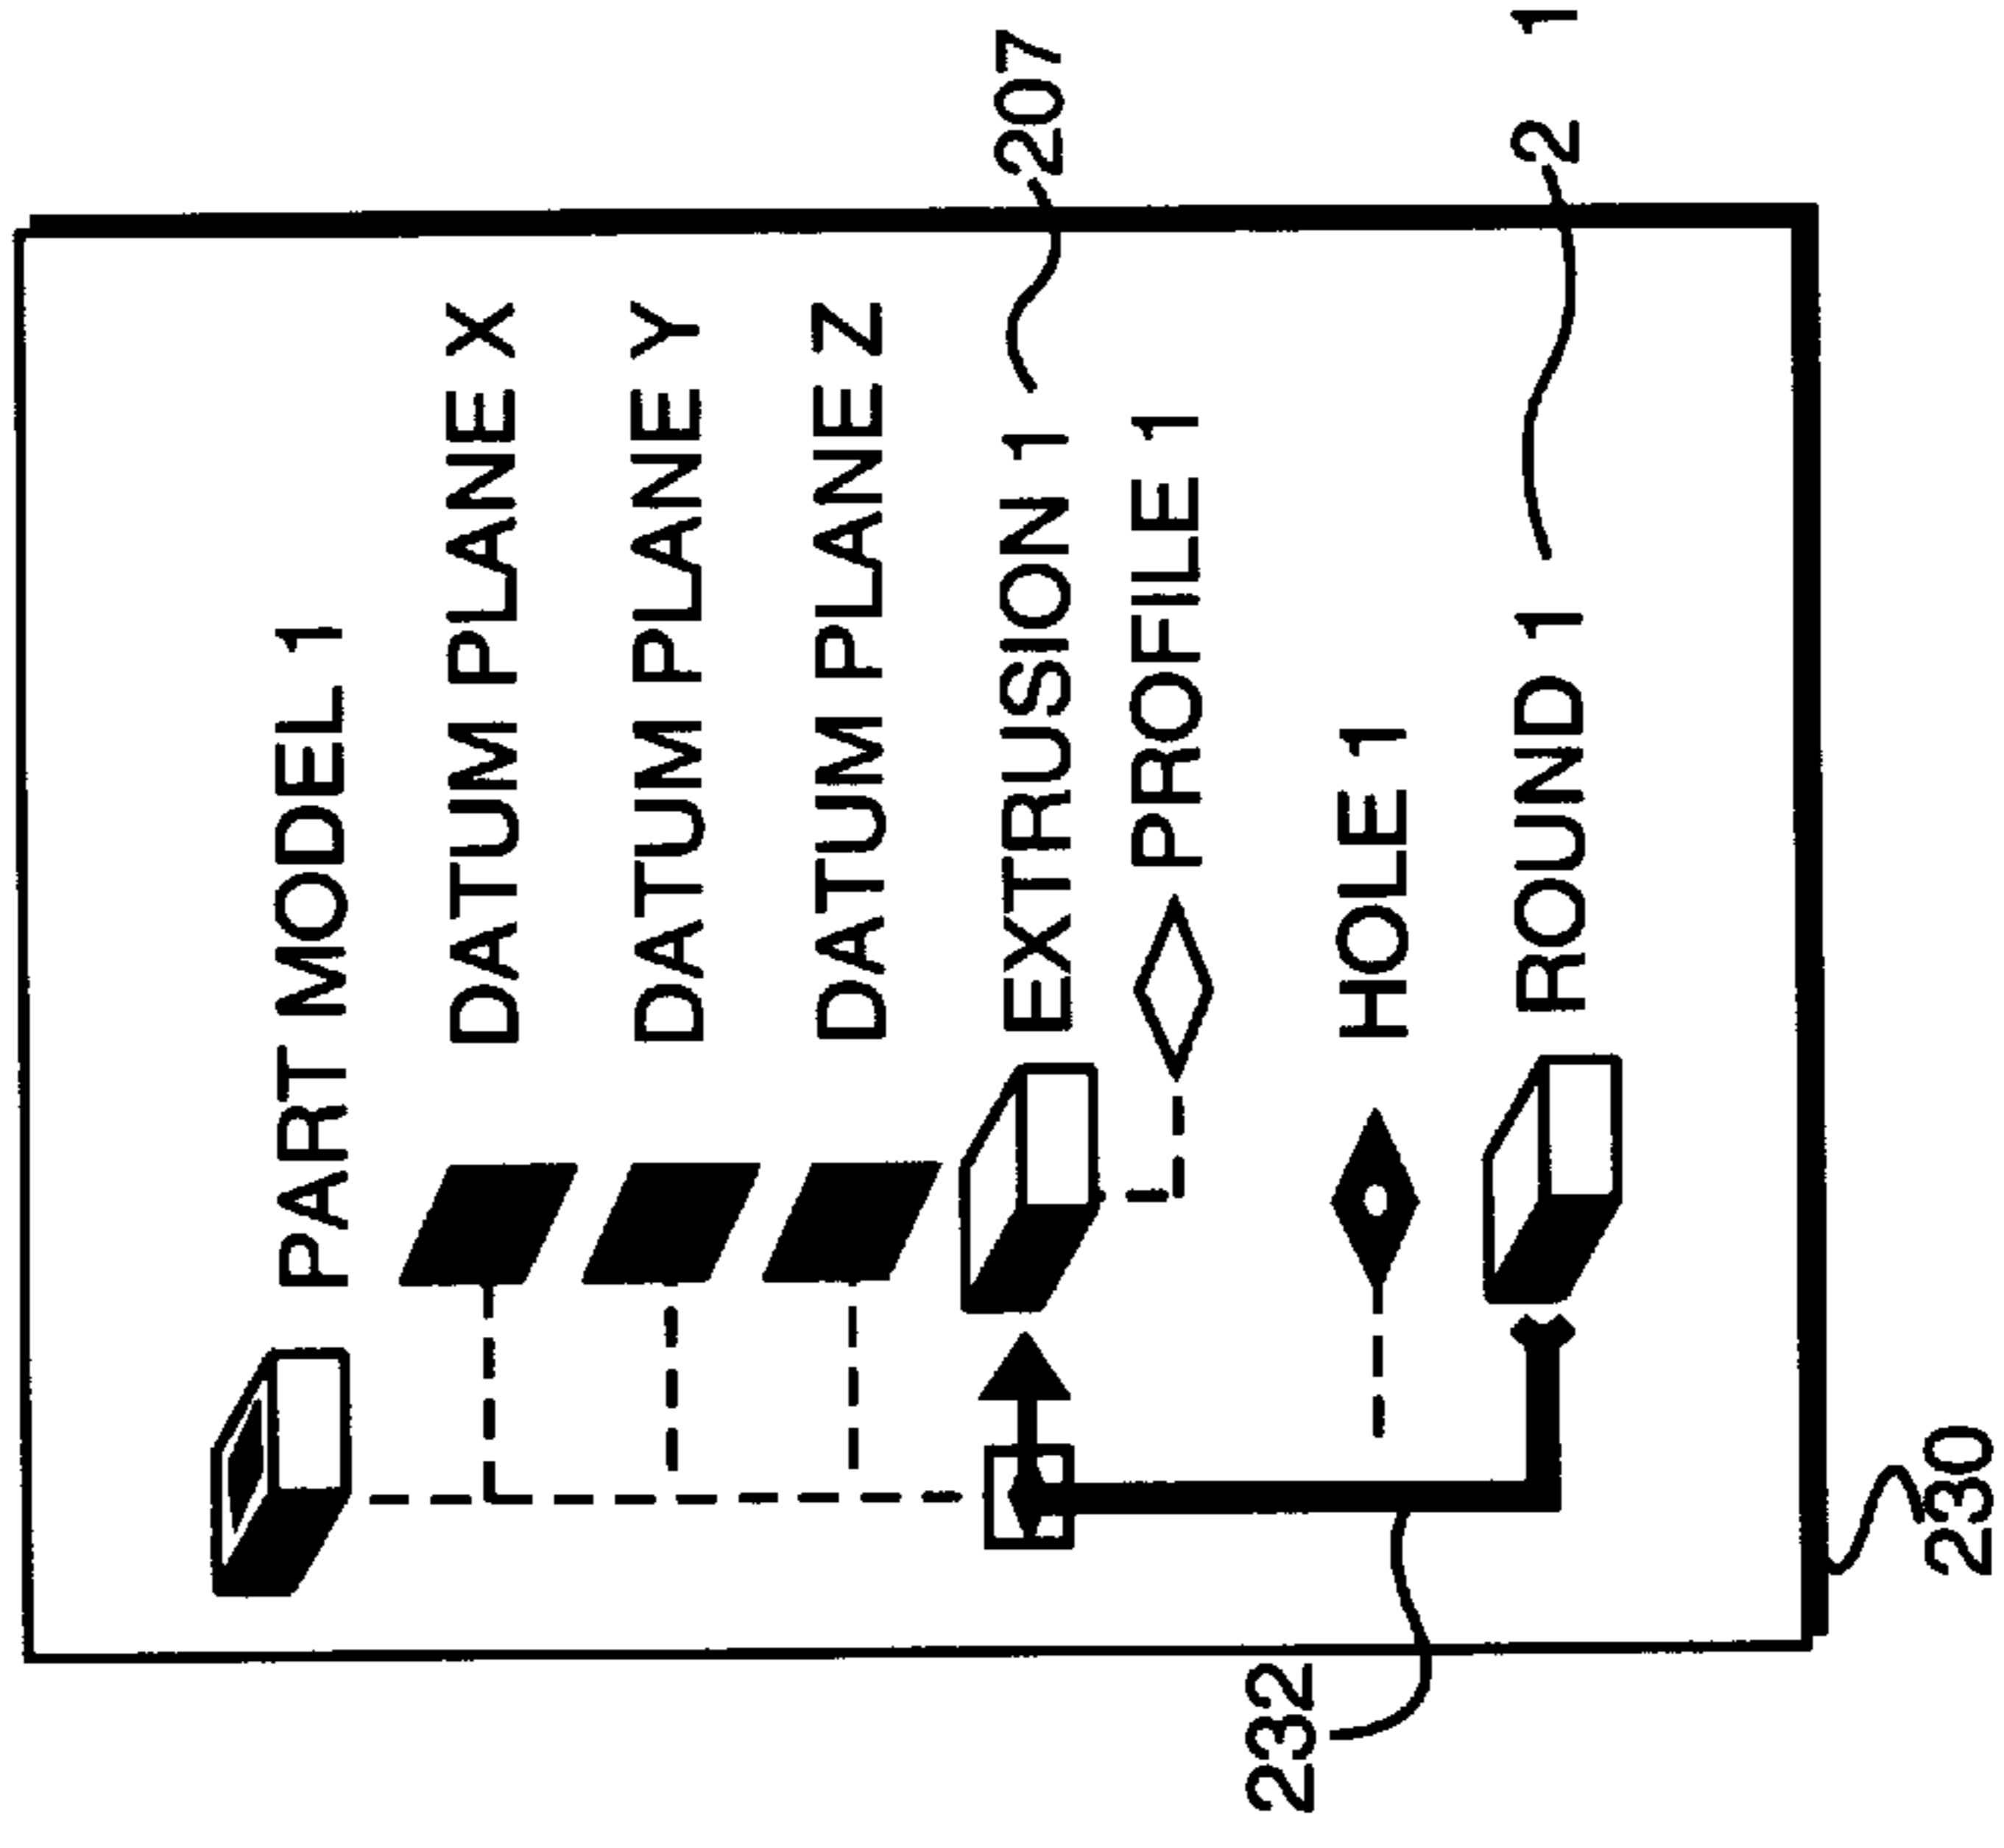 PART MODEL 1
DATUM PLANE X
DATUM PLANE Y
DATUM PLANE Z
EXTRUSION 1
207
PROFILE 1
HOLE 1
ROUND 1
2 1
232
230